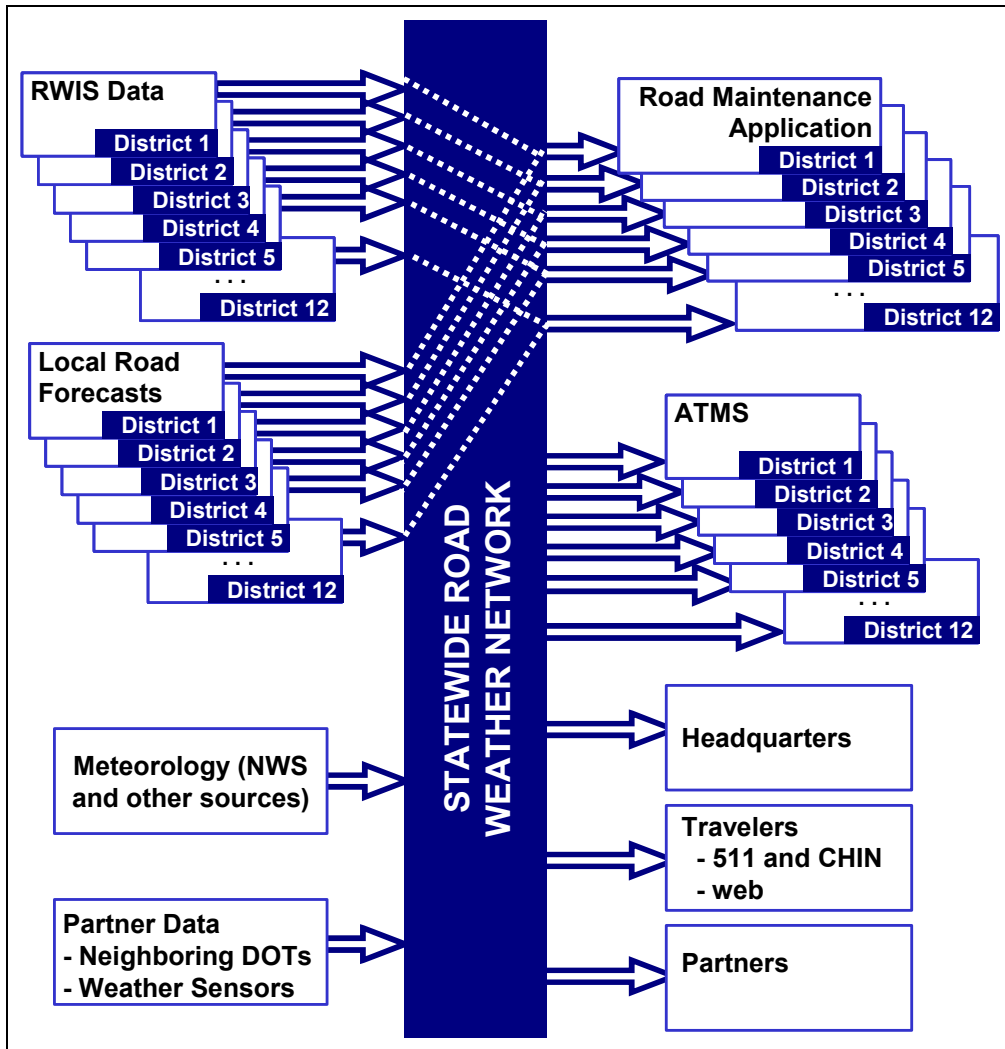 RWIS Data
District 1
District 2
District 3
District 4
District 5
. . .
District 12
Local Road
Forecasts
District 1
District 2
District 3
District 4
District 5
. . .
District 12
Meteorology (NWS
and other sources)
Partner Data
- Neighboring DOTs
- Weather Sensors
STATEWIDE ROAD
WEATHER NETWORK
Road Maintenance
Application
District 1
District 2
District 3
District 4
District 5
. . .
District 12
ATMS
District 1
District 2
District 3
District 4
District 5
. . .
District 12
Headquarters
Travelers
- 511 and CHIN
- web
Partners